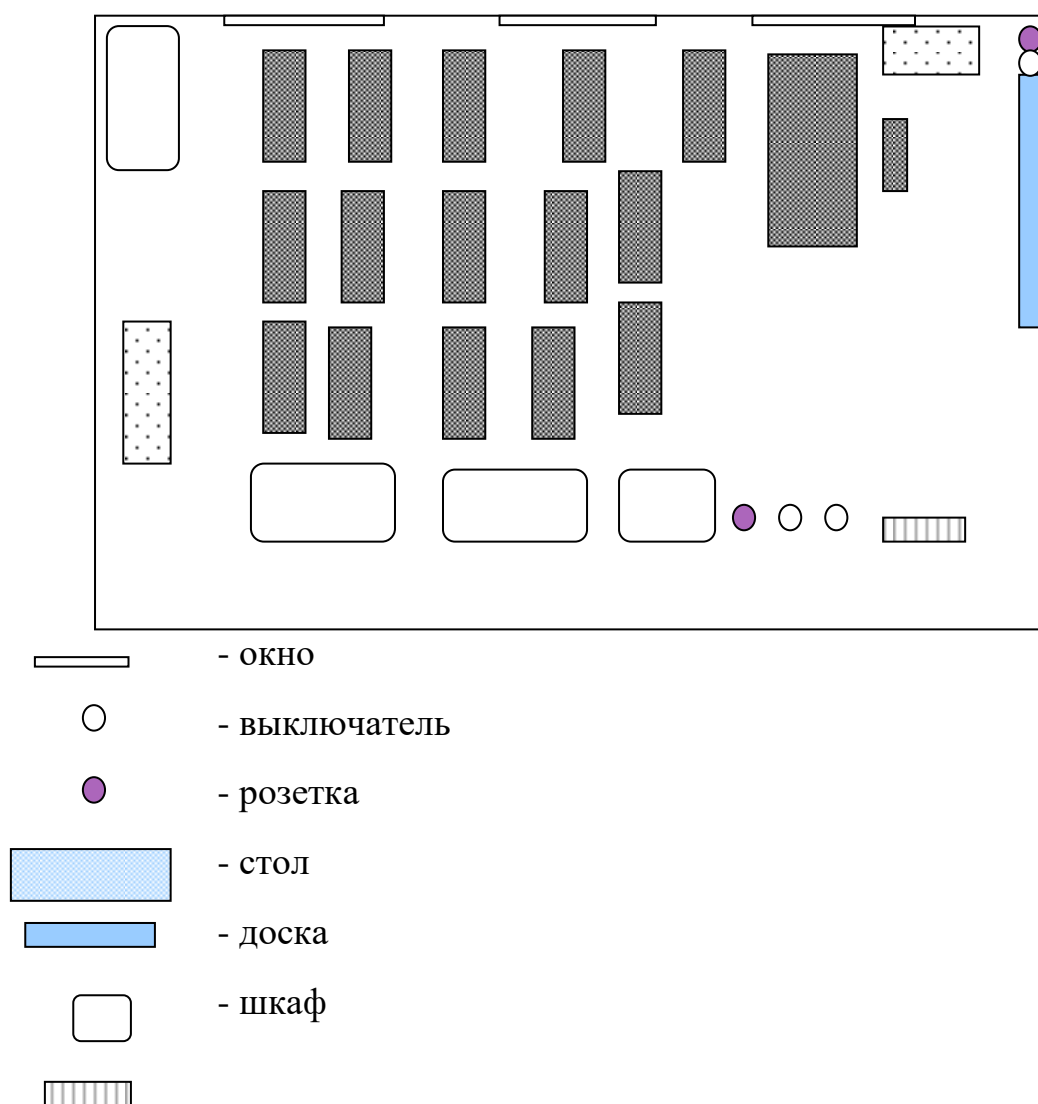 - окно
- выключатель
- розетка
- стол
- доска
- шкаф